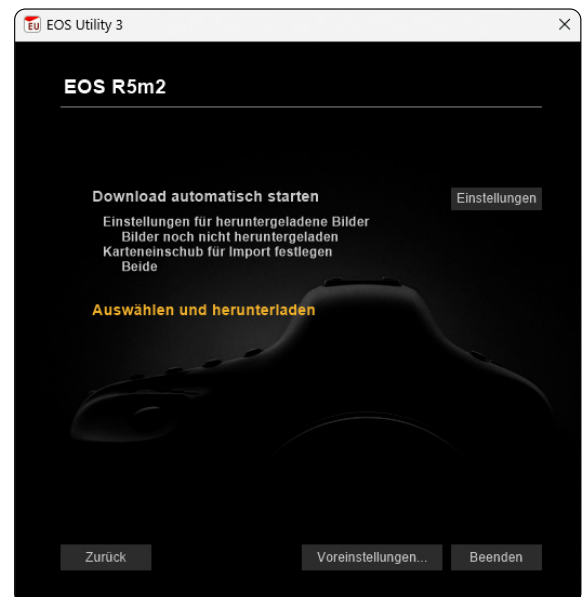 EU EOS Utility 3
EOS R5m2
Download automatisch starten
Einstellungen
Einstellungen für heruntergeladene Bilder
Bilder noch nicht heruntergeladen
Karteneinschub für Import festlegen
Beide
Auswählen und herunterladen
Zurück
Voreinstellungen...
Beenden